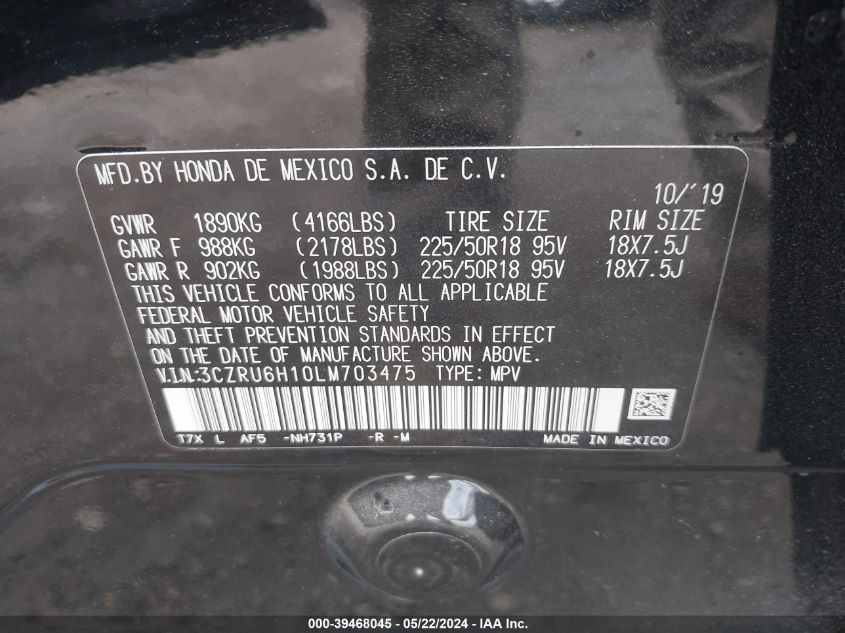 MFD.BY HONDA DE MEXICO S.A. DE C.V.
10/'19
GVWR 1890KG (4166LBS) TIRE SIZE RIM SIZE
GAWR F 988KG (2178LBS) 225/50R18 95V 18X7.5J
GAWR R 902KG (1988LBS) 225/50R18 95V 18X7.5J
THIS VEHICLE CONFORMS TO ALL APPLICABLE
FEDERAL MOTOR VEHICLE SAFETY
AND THEFT PREVENTION STANDARDS IN EFFECT
ON THE DATE OF MANUFACTURE SHOWN ABOVE.
V.I.N.:3CZRU6H10LM703475 TYPE: MPV
T7X L AF5 -NH731P -R -M MADE IN MEXICO
000-39468045 - 05/22/2024 - IAA Inc.